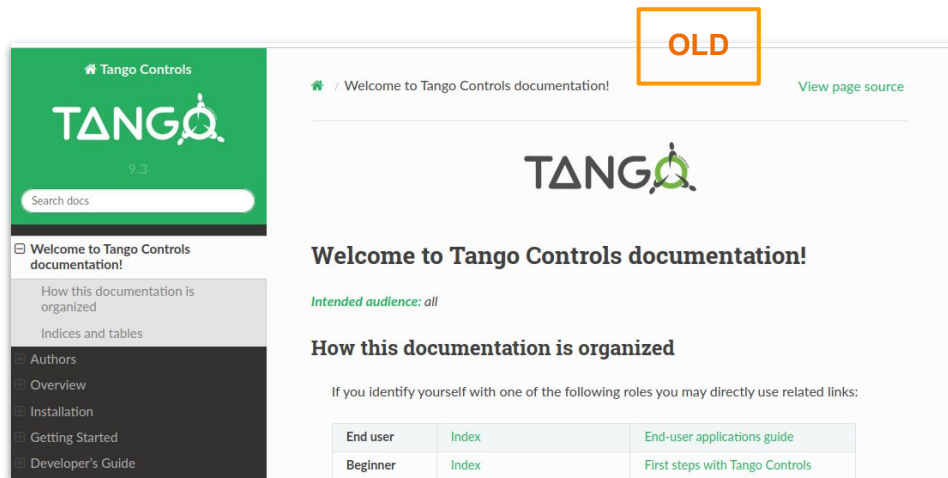 OLD
Tango Controls
TANGO
9.3
Search docs
Welcome to Tango Controls
documentation!
How this documentation is
organized
Indices and tables
Authors
Overview
Installation
Getting Started
Developer's Guide
/ Welcome to Tango Controls documentation!
View page source
TANGO
Welcome to Tango Controls documentation!
Intended audience: all
How this documentation is organized
If you identify yourself with one of the following roles you may directly use related links:
End user Index End-user applications guide
Beginner Index First steps with Tango Controls